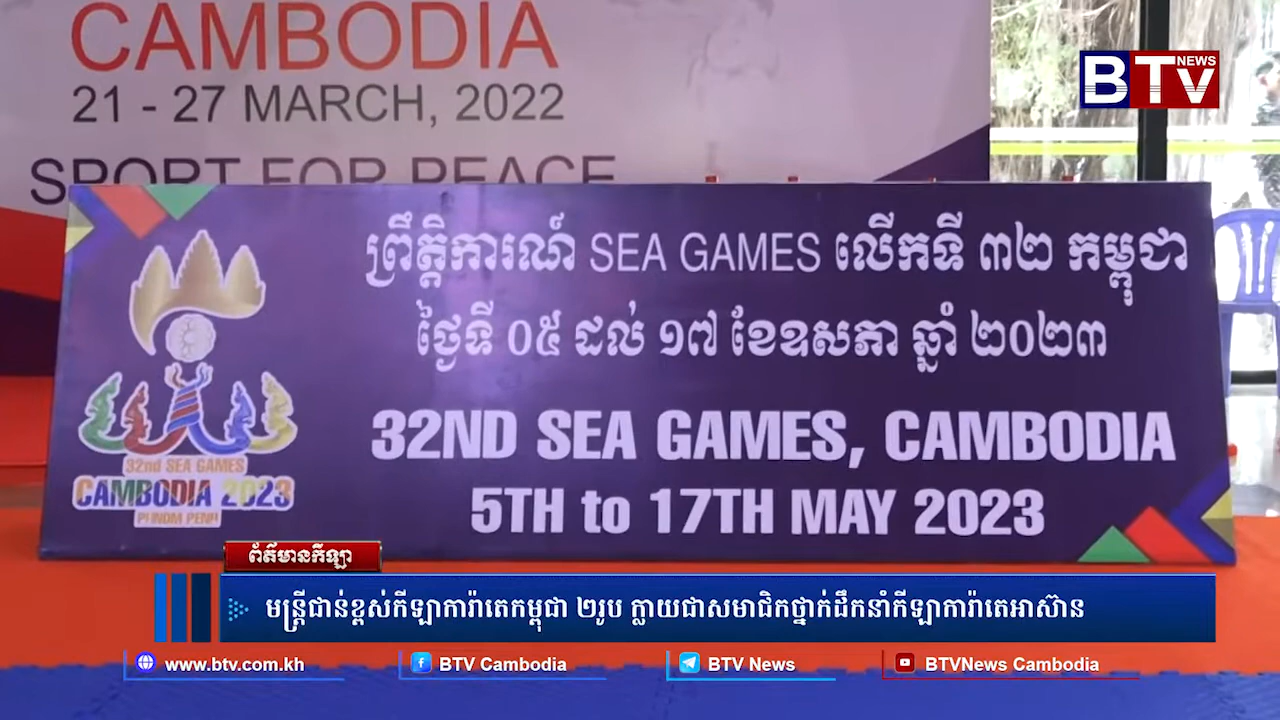 CAMBODIA
21 - 27 MARCH, 2022
SPORT FOR PEACE
BTV NEWS
ព្រឹត្តិការណ៍ SEA GAMES លើកទី ៣២ កម្ពុជា
ថ្ងៃទី ០៥ ដល់ ១៧ ខែឧសភា ឆ្នាំ ២០២៣
32ND SEA GAMES, CAMBODIA
5TH to 17TH MAY 2023
32nd SEA GAMES
CAMBODIA 2023
PHNOM PENH
ព័ត៌មានកីឡា
មន្ត្រីជាន់ខ្ពស់កីឡាការ៉ាតេកម្ពុជា ២រូប ក្លាយជាសមាជិកថ្នាក់ដឹកនាំកីឡាការ៉ាតេអាស៊ាន
www.btv.com.kh
BTV Cambodia
BTV News
BTVNews Cambodia